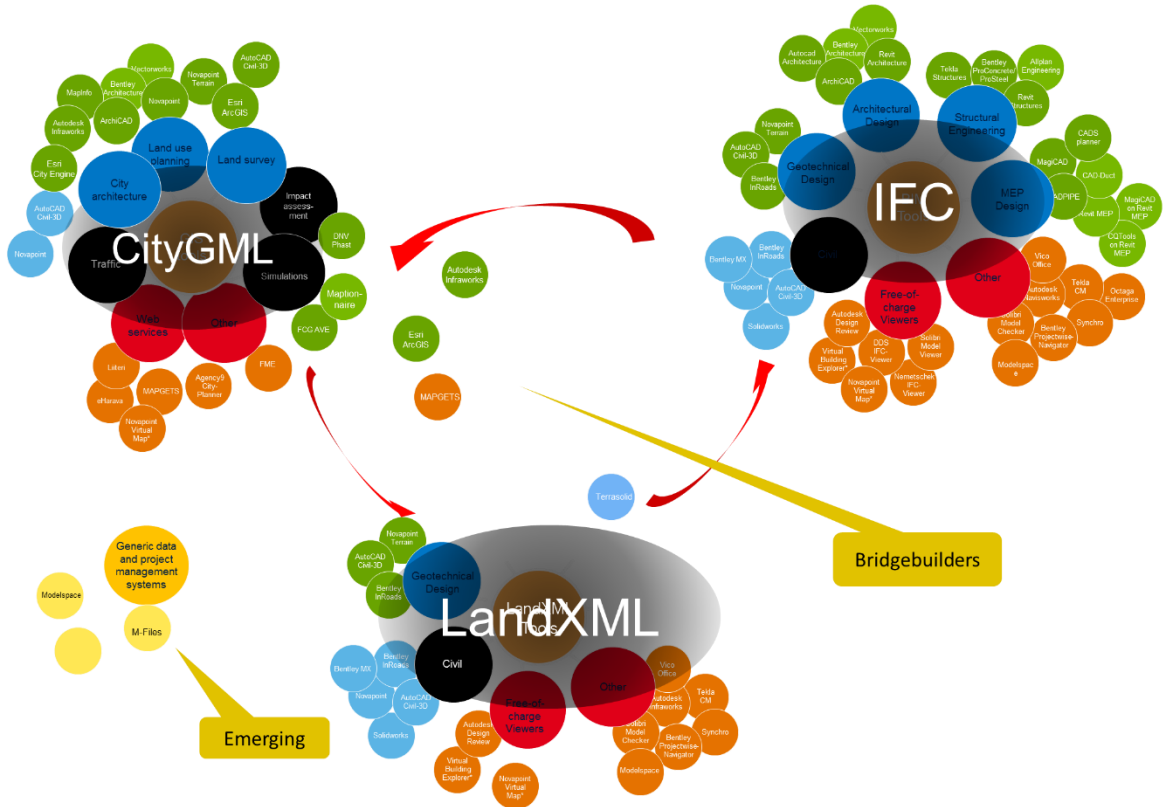 AutoCAD
Civil-3D
Vectorworks
Novapoint
Terrain
Bentley
Architecture
MapInfo
Novapoint
Esri
ArcGIS
ArchiCAD
Autodesk
Infraworks
Land use
planning
Land survey
Esri
City Engine
City
architecture
Impact
assess-
ment
AutoCAD
Civil-3D
DNV
Phast
Novapoint
CityGML
Traffic
Simulations
Maption-
naire
Web
services
Other
FCC AVE
Liiteri
MAPGETS
Agency9
City-
Planner
FME
eHarava
Novapoint
Virtual
Map*
Autodesk
Infraworks
Esri
ArcGIS
MAPGETS
Vectorworks
Bentley
Architecture
Autocad
Architecture
Revit
Architecture
ArchiCAD
Tekla
Structures
Bentley
ProConcrete/
ProSteel
Allplan
Engineering
Revit
Structures
Architectural
Design
Structural
Engineering
Novapoint
Terrain
AutoCAD
Civil-3D
Bentley
InRoads
Geotechnical
Design
CADS
planner
MagiCAD
CAD-Duct
MEP
Design
ADPIPE
Revit MEP
MagiCAD
on Revit
MEP
CQTools
on Revit
MEP
IFC
Tools
Civil
Bentley MX
Bentley
InRoads
Novapoint
AutoCAD
Civil-3D
Solidworks
Other
Free-of-
charge
Viewers
Vico
Office
Autodesk
Navisworks
Tekla
CM
Octaga
Enterprise
Solibri
Model
Checker
Bentley
Projectwise-
Navigator
Synchro
Modelspac
e
Autodesk
Design
Review
Virtual
Building
Explorer*
DDS
IFC-
Viewer
Solibri
Model
Viewer
Novapoint
Virtual
Map*
Nemetschek
IFC-
Viewer
Terrasolid
Bridgebuilders
Generic data
and project
management
systems
Modelspace
M-Files
Emerging
Novapoint
Terrain
AutoCAD
Civil-3D
Bentley
InRoads
Geotechnical
Design
LandXML
Tools
LandXML
Civil
Bentley MX
Bentley
InRoads
Novapoint
AutoCAD
Civil-3D
Solidworks
Free-of-
charge
Viewers
Other
Autodesk
Design
Review
Virtual
Building
Explorer*
Novapoint
Virtual
Map*
Vico
Office
Autodesk
Infraworks
Tekla
CM
Solibri
Model
Checker
Bentley
Projectwise-
Navigator
Synchro
Modelspace